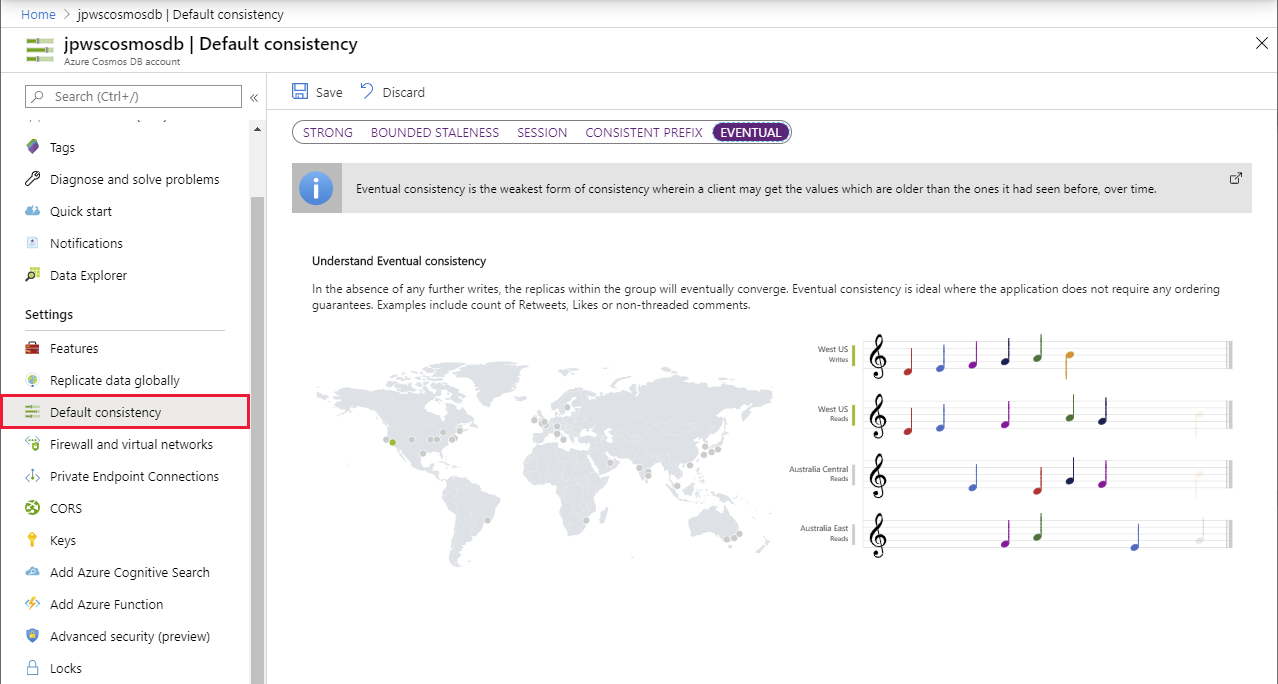 Home > jpwscosmosdb | Default consistency
jpwscosmosdb | Default consistency
Azure Cosmos DB account
Search (Ctrl+/)
«
Save
Discard
STRONG BOUNDED STALENESS SESSION CONSISTENT PREFIX EVENTUAL
Eventual consistency is the weakest form of consistency wherein a client may get the values which are older than the ones it had seen before, over time.
Tags
Diagnose and solve problems
Quick start
Notifications
Data Explorer
Settings
Features
Replicate data globally
Default consistency
Firewall and virtual networks
Private Endpoint Connections
CORS
Keys
Add Azure Cognitive Search
Add Azure Function
Advanced security (preview)
Locks
Understand Eventual consistency
In the absence of any further writes, the replicas within the group will eventually converge. Eventual consistency is ideal where the application does not require any ordering
guarantees. Examples include count of Retweets, Likes or non-threaded comments.
West US
Writes
West US
Reads
Australia Central
Reads
Australia East
Reads